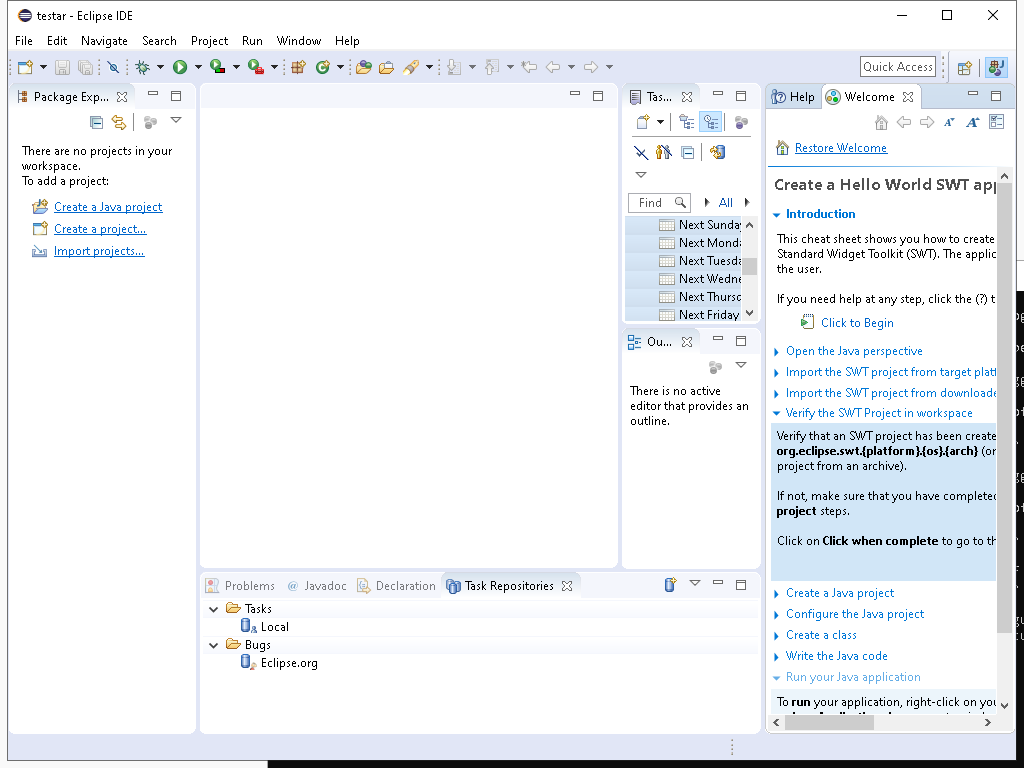 testar - Eclipse IDE
File Edit Navigate Search Project Run Window Help
Quick Access
Package Exp...
There are no projects in your
workspace.
To add a project:
Create a Java project
Create a project...
Import projects...
Tas...
Find
All
Next Sunday
Next Monda
Next Tuesda
Next Wedne
Next Thursd
Next Friday
Ou...
There is no active
editor that provides an
outline.
Problems @ Javadoc Declaration Task Repositories
Tasks
Local
Bugs
Eclipse.org
Help Welcome
Restore Welcome
Create a Hello World SWT app
Introduction
This cheat sheet shows you how to create
Standard Widget Toolkit (SWT). The applic
the user.
If you need help at any step, click the (?) t
Click to Begin
Open the Java perspective
Import the SWT project from target platf
Import the SWT project from downloade
Verify the SWT Project in workspace
Verify that an SWT project has been create
org.eclipse.swt.{platform}.{os}.{arch} (or
project from an archive).
If not, make sure that you have completed
project steps.
Click on Click when complete to go to th
Create a Java project
Configure the Java project
Create a class
Write the Java code
Run your Java application
To run your application, right-click on you